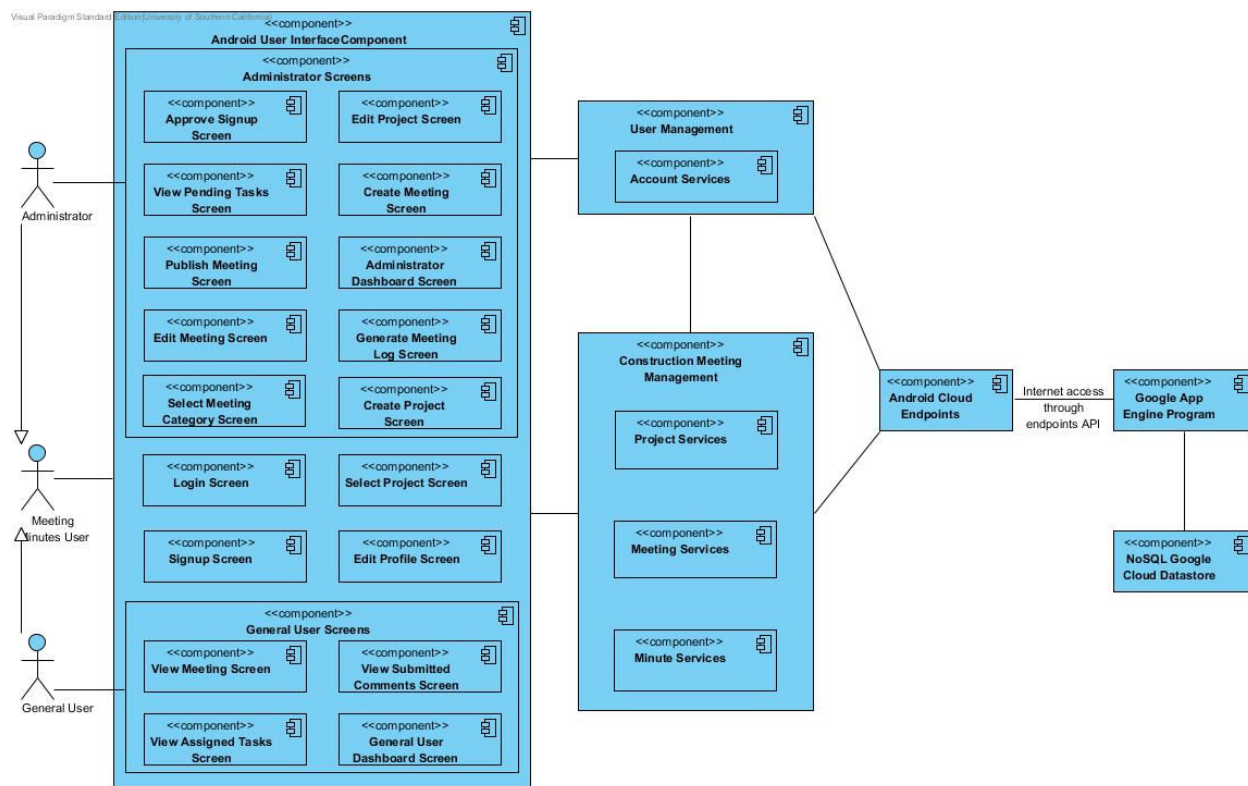 Visual Paradigm Standard Edition(University of Southern California)
<<component>>
Android User InterfaceComponent
<<component>>
Administrator Screens
<<component>>
Approve Signup
Screen
<<component>>
Edit Project Screen
<<component>>
View Pending Tasks
Screen
<<component>>
Create Meeting
Screen
<<component>>
Publish Meeting
Screen
<<component>>
Administrator
Dashboard Screen
<<component>>
Edit Meeting Screen
<<component>>
Generate Meeting
Log Screen
<<component>>
Select Meeting
Category Screen
<<component>>
Create Project
Screen
<<component>>
Login Screen
<<component>>
Select Project Screen
<<component>>
Signup Screen
<<component>>
Edit Profile Screen
<<component>>
General User Screens
<<component>>
View Meeting Screen
<<component>>
View Submitted
Comments Screen
<<component>>
View Assigned Tasks
Screen
<<component>>
General User
Dashboard Screen
Administrator
Meeting
Minutes User
General User
<<component>>
User Management
<<component>>
Account Services
<<component>>
Construction Meeting
Management
<<component>>
Project Services
<<component>>
Meeting Services
<<component>>
Minute Services
<<component>>
Android Cloud
Endpoints
Internet access
through
endpoints API
<<component>>
Google App
Engine Program
<<component>>
NoSQL Google
Cloud Datastore